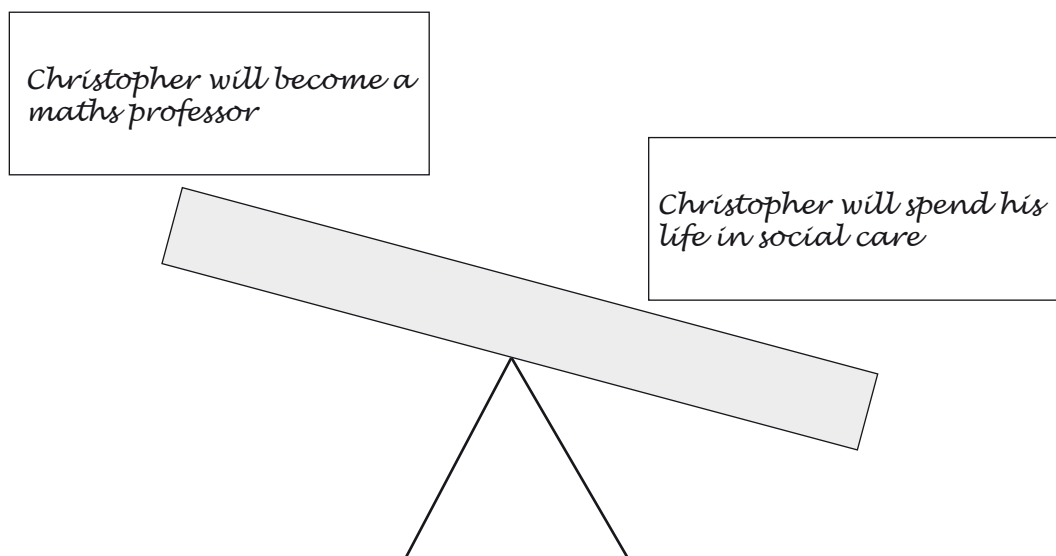 Christopher will become a
maths professor
Christopher will spend his
life in social care